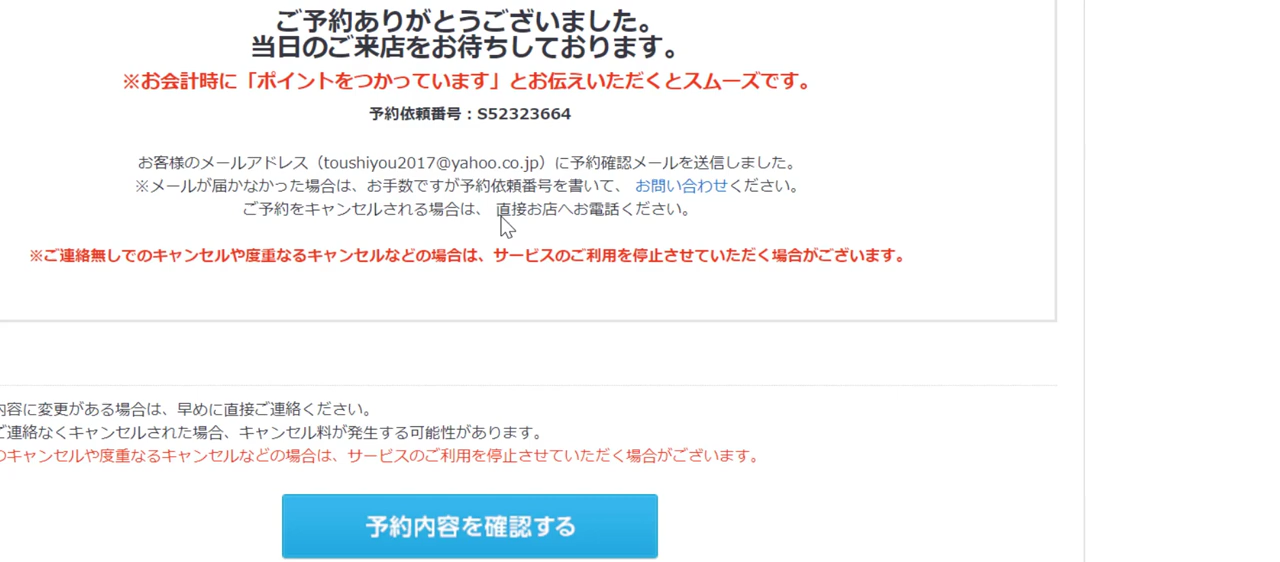 ご予約ありがとうございました。
当日のご来店をお待ちしております。
※お会計時に「ポイントをつかっています」とお伝えいただくとスムーズです。
予約依頼番号：S52323664
お客様のメールアドレス（toushiyou2017@yahoo.co.jp）に予約確認メールを送信しました。
※メールが届かなかった場合は、お手数ですが予約依頼番号を書いて、 お問い合わせください。
ご予約をキャンセルされる場合は、 直接お店へお電話ください。
※ご連絡無しでのキャンセルや度重なるキャンセルなどの場合は、サービスのご利用を停止させていただく場合がございます。
内容に変更がある場合は、早めに直接ご連絡ください。
ご連絡なくキャンセルされた場合、キャンセル料が発生する可能性があります。
のキャンセルや度重なるキャンセルなどの場合は、サービスのご利用を停止させていただく場合がございます。
予約内容を確認する